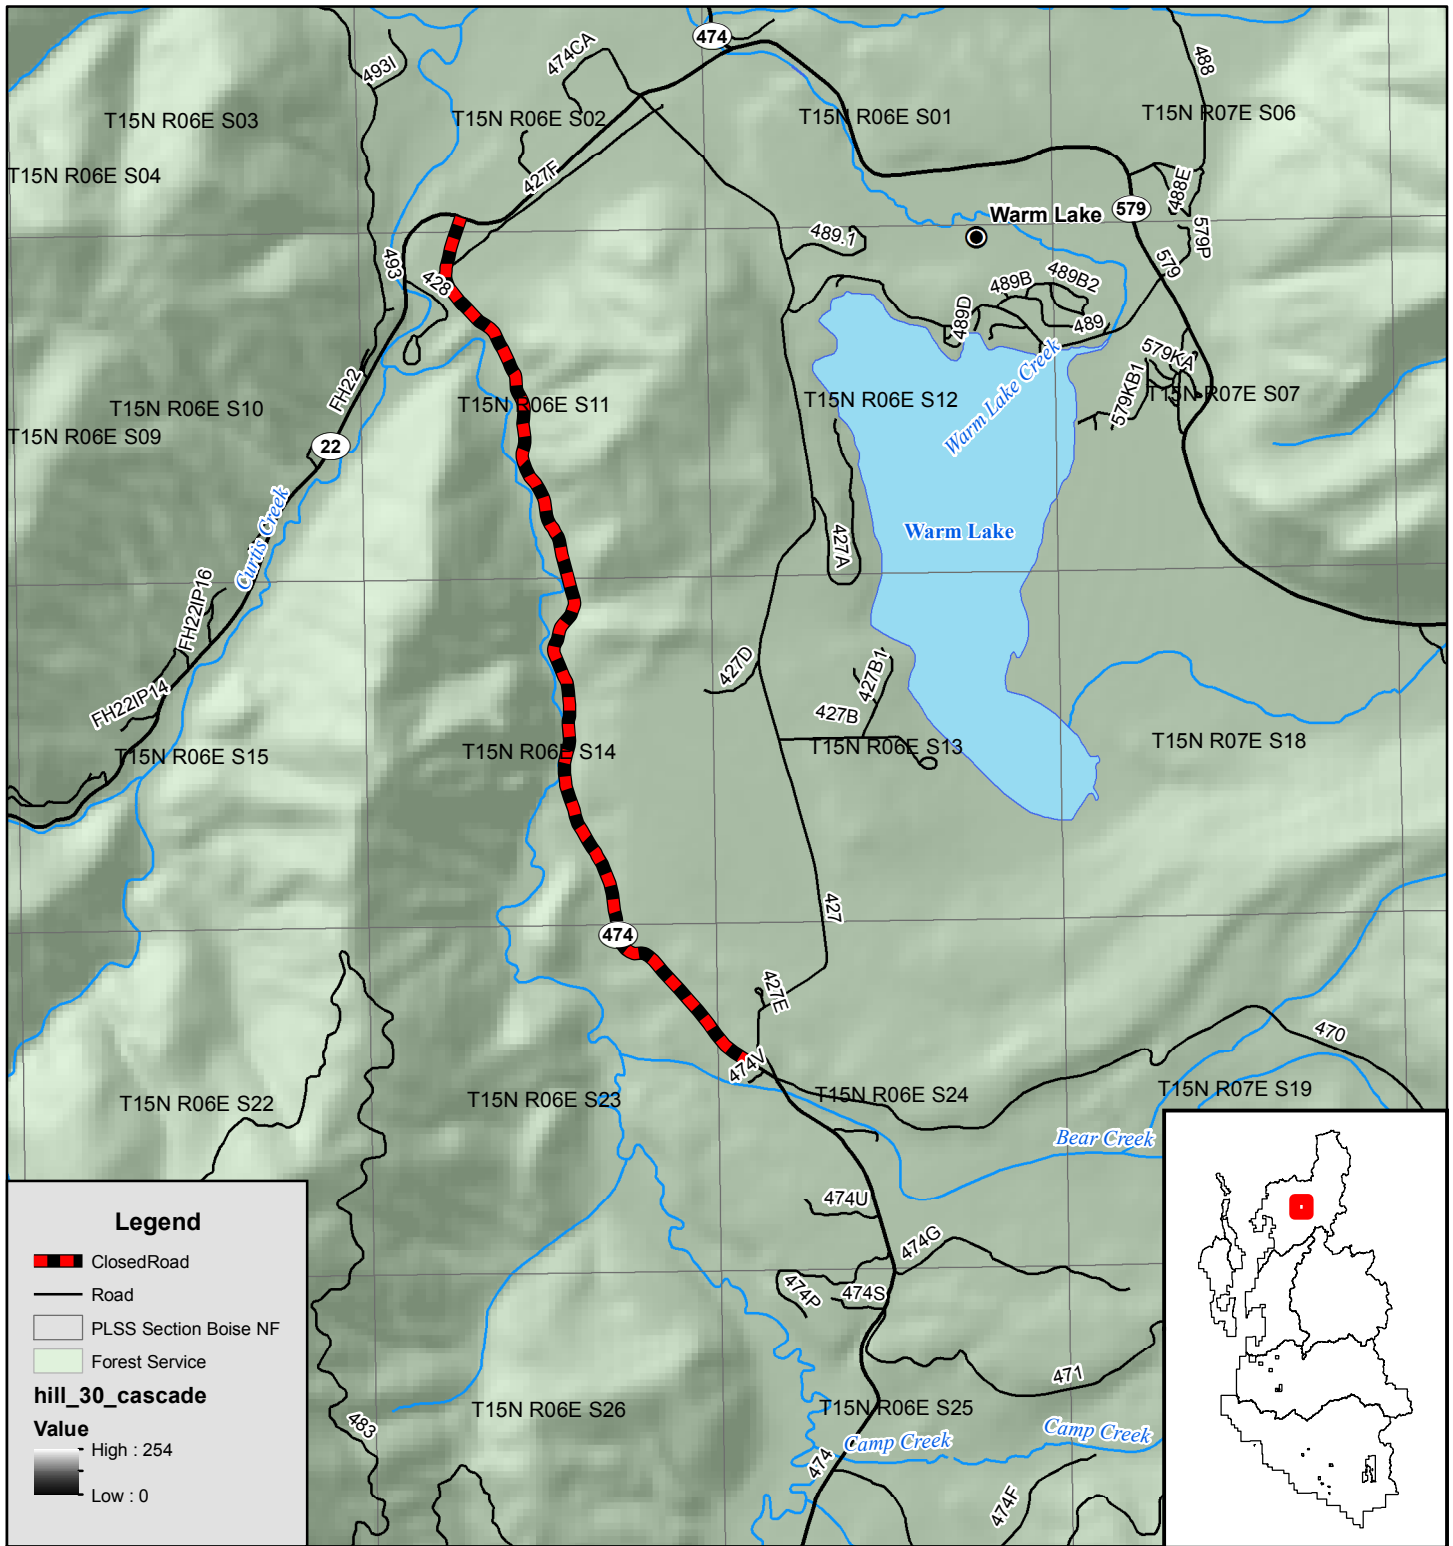 474
474CA
493I
488
T15N R06E S03
T15N R06E S02
T15N R06E S01
T15N R07E S06
T15N R06E S04
427F
488E
Warm Lake
579
489.1
579P
493
579
428
489B
489B2
489D
489
579KA
Warm Lake Creek
FH22
579KB1
T15N R06E S10
T15N R06E S11
T15N R06E S12
T15N R07E S07
T15N R06E S09
22
Curtis Creek
Warm Lake
427A
FH22IP16
427D
427B1
FH22IP14
427B
T15N R06E S15
T15N R06E S14
T15N R06E S13
T15N R07E S18
427
474
427E
470
474V
T15N R06E S22
T15N R06E S23
T15N R06E S24
T15N R07E S19
Bear Creek
474U
474G
474P
474S
471
483
T15N R06E S26
T15N R06E S25
Camp Creek
Camp Creek
474
474F
Legend
ClosedRoad
Road
PLSS Section Boise NF
Forest Service
hill_30_cascade
Value
High : 254
Low : 0